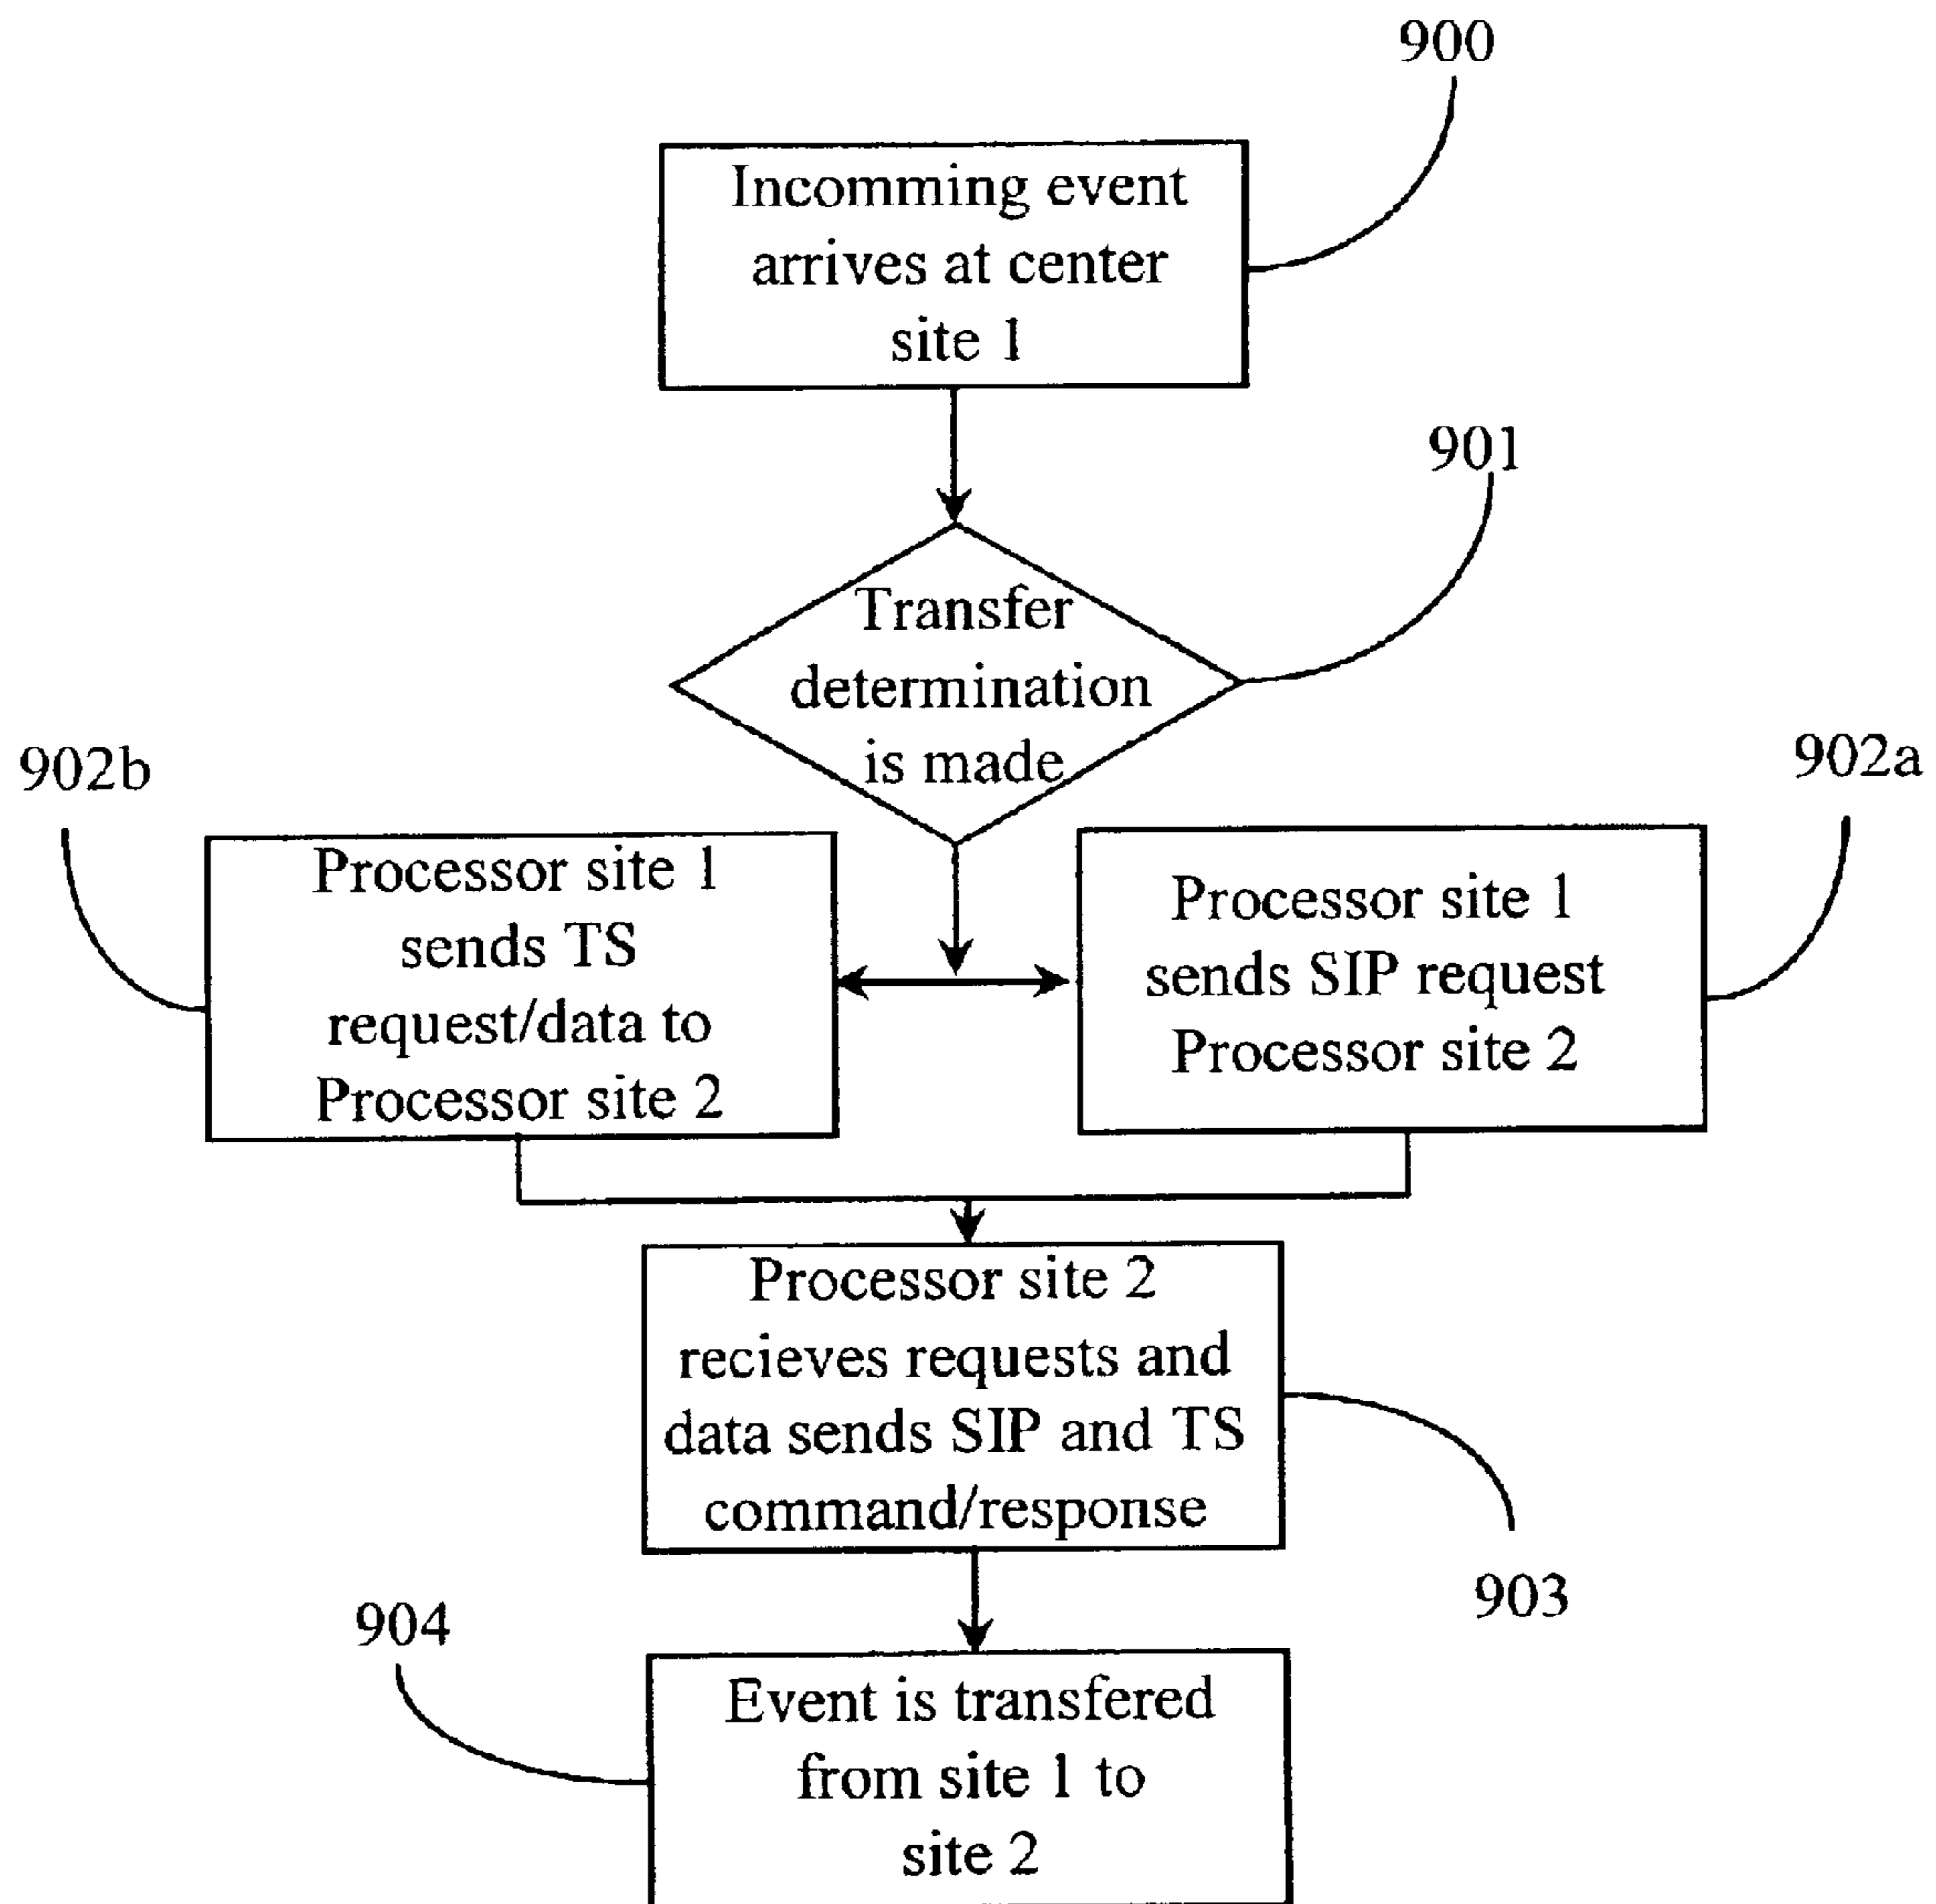 900
Incomming event
arrives at center
site 1
901
Transfer
determination
is made
902b
902a
Processor site 1
sends TS
request/data to
Processor site 2
Processor site 1
sends SIP request
Processor site 2
Processor site 2
recieves requests and
data sends SIP and TS
command/response
903
904
Event is transfered
from site 1 to
site 2